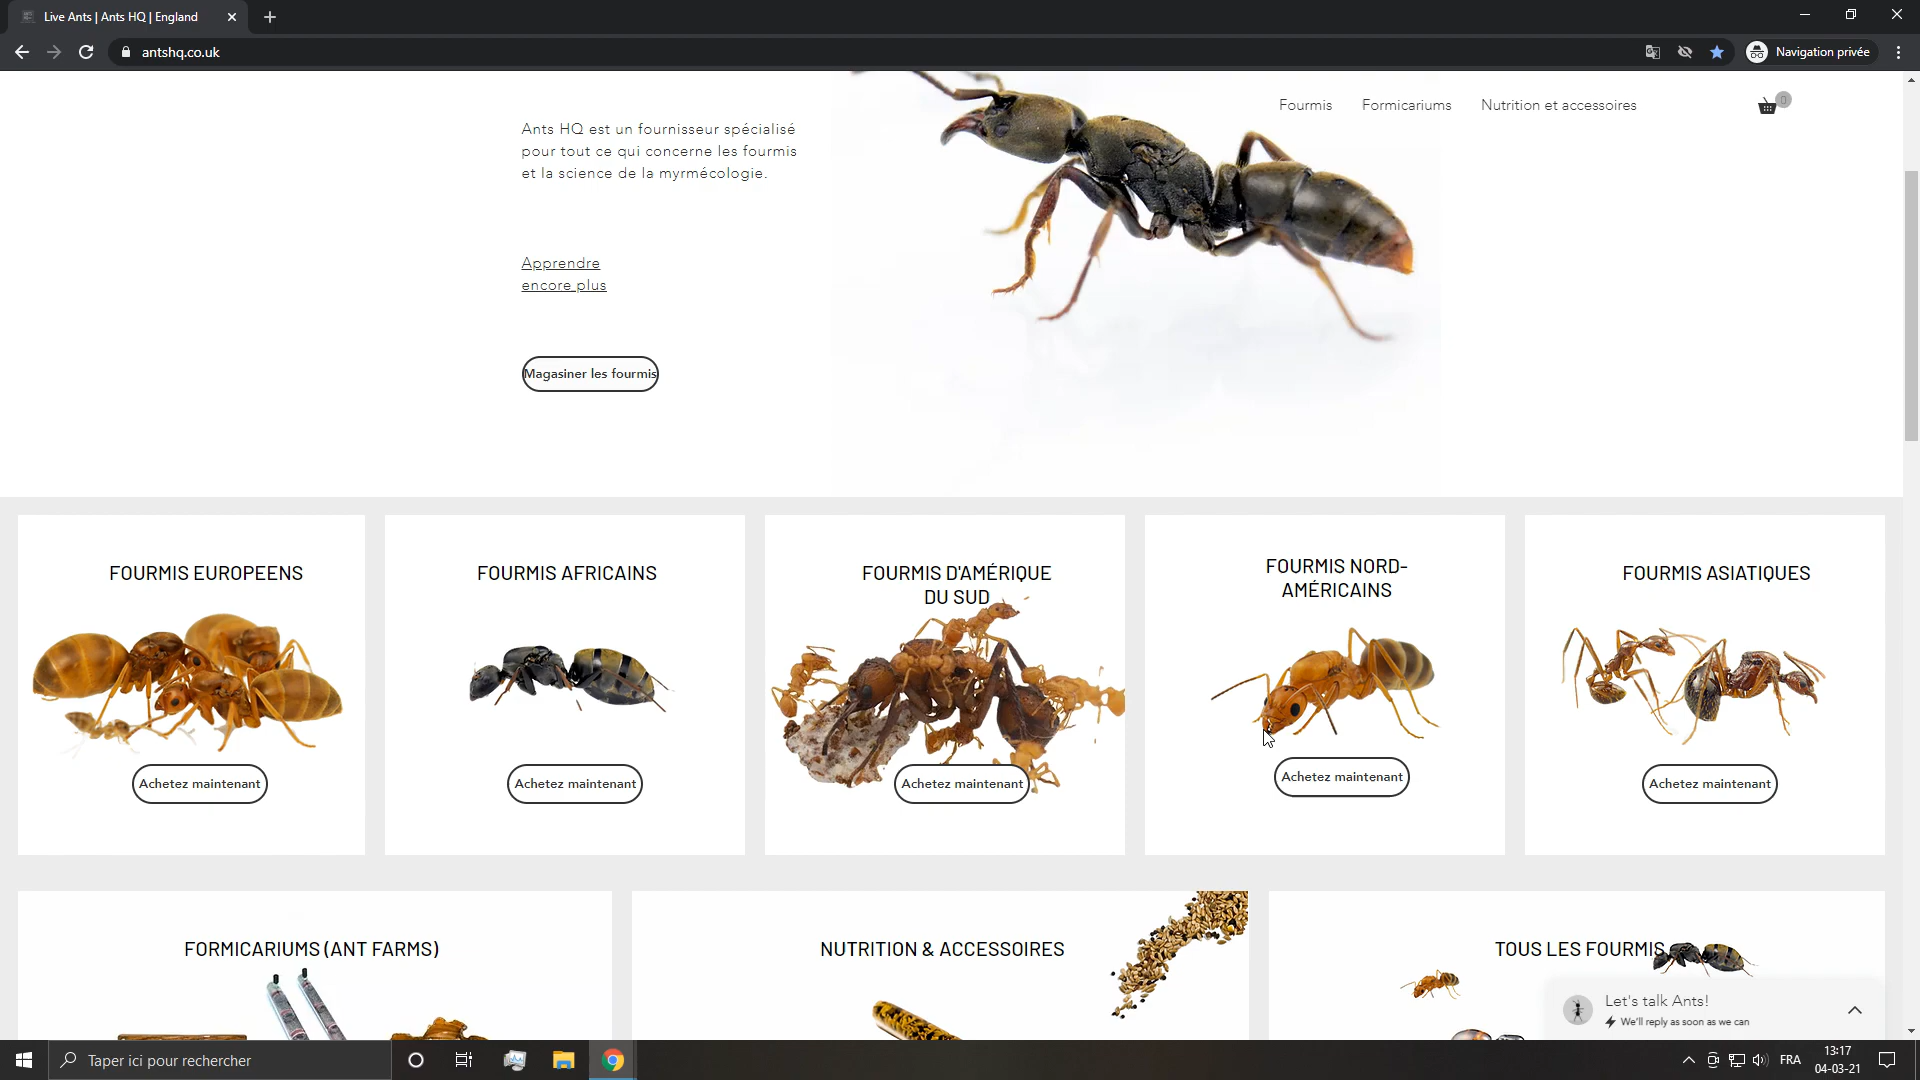 Live Ants | Ants HQ | England
antshq.co.uk
Navigation privée
Fourmis
Formicariums
Nutrition et accessoires
0
Ants HQ est un fournisseur spécialisé
pour tout ce qui concerne les fourmis
et la science de la myrmécologie.
Apprendre
encore plus
Magasiner les fourmis
FOURMIS EUROPEENS
Achetez maintenant
FOURMIS AFRICAINS
Achetez maintenant
FOURMIS D'AMÉRIQUE
DU SUD
Achetez maintenant
FOURMIS NORD-
AMÉRICAINS
Achetez maintenant
FOURMIS ASIATIQUES
Achetez maintenant
FORMICARIUMS (ANT FARMS)
NUTRITION & ACCESSOIRES
TOUS LES FOURMIS
Let's talk Ants!
We'll reply as soon as we can
Taper ici pour rechercher
FRA
13:17
04-03-21